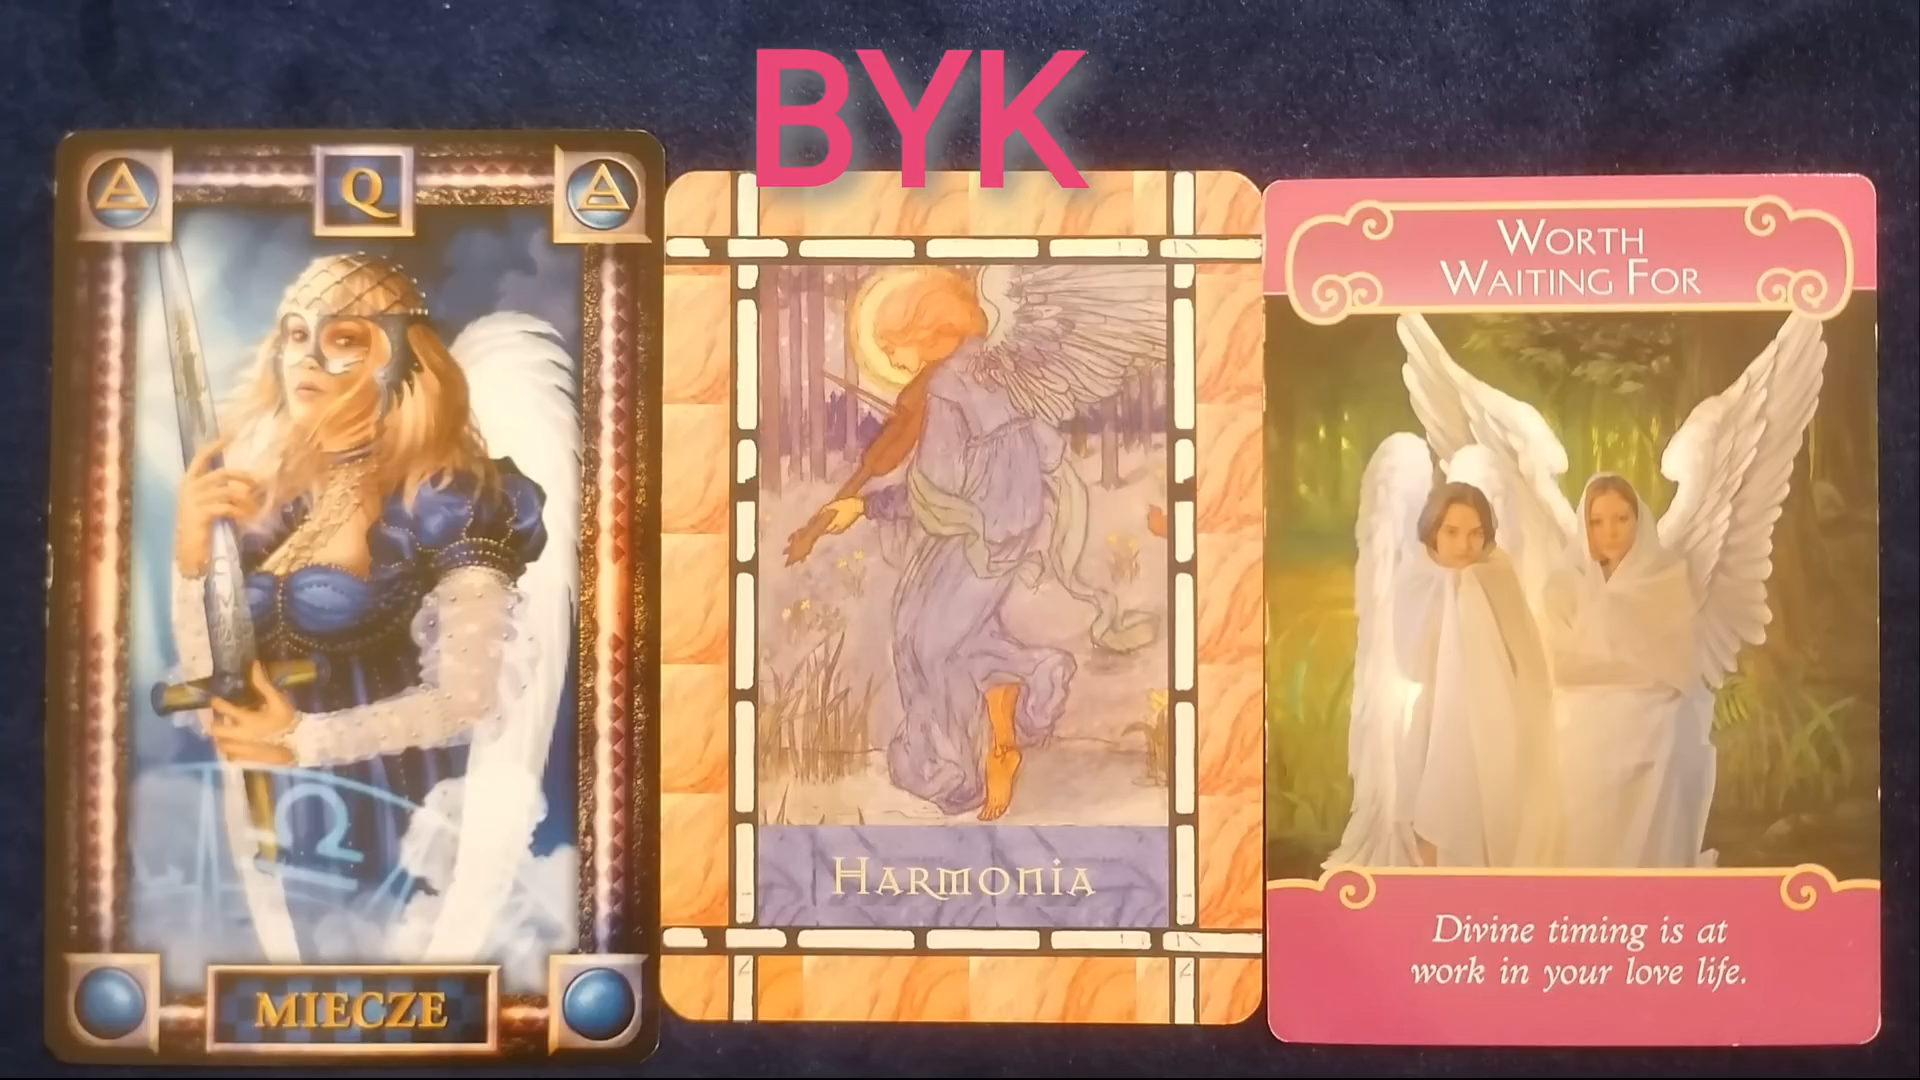 BYK
Q
MIECZE
HARMONIA
WORTH
WAITING FOR
Divine timing is at
work in your love life.